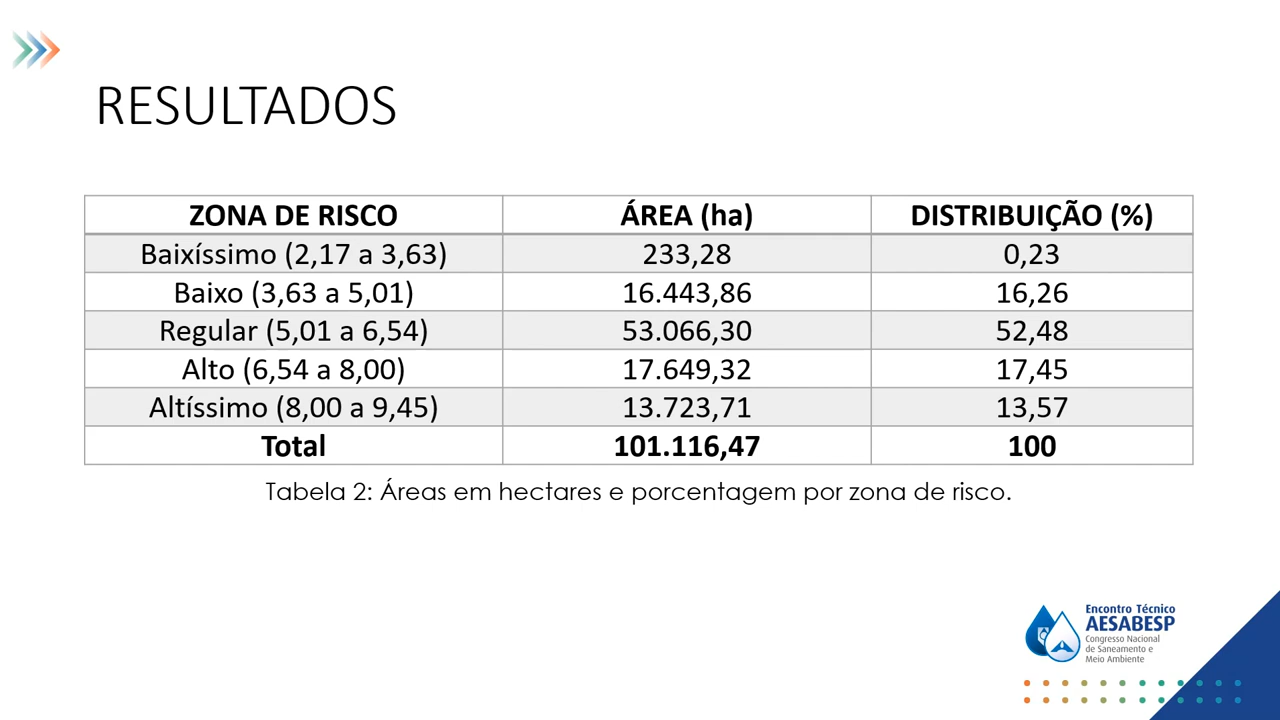 RESULTADOS
ZONA DE RISCO ÁREA (ha) DISTRIBUIÇÃO (%)
Baixíssimo (2,17 a 3,63) 233,28 0,23
Baixo (3,63 a 5,01) 16.443,86 16,26
Regular (5,01 a 6,54) 53.066,30 52,48
Alto (6,54 a 8,00) 17.649,32 17,45
Altíssimo (8,00 a 9,45) 13.723,71 13,57
Total 101.116,47 100
Tabela 2: Áreas em hectares e porcentagem por zona de risco.
Encontro Técnico
AESABESP
Congresso Nacional
de Saneamento e
Meio Ambiente